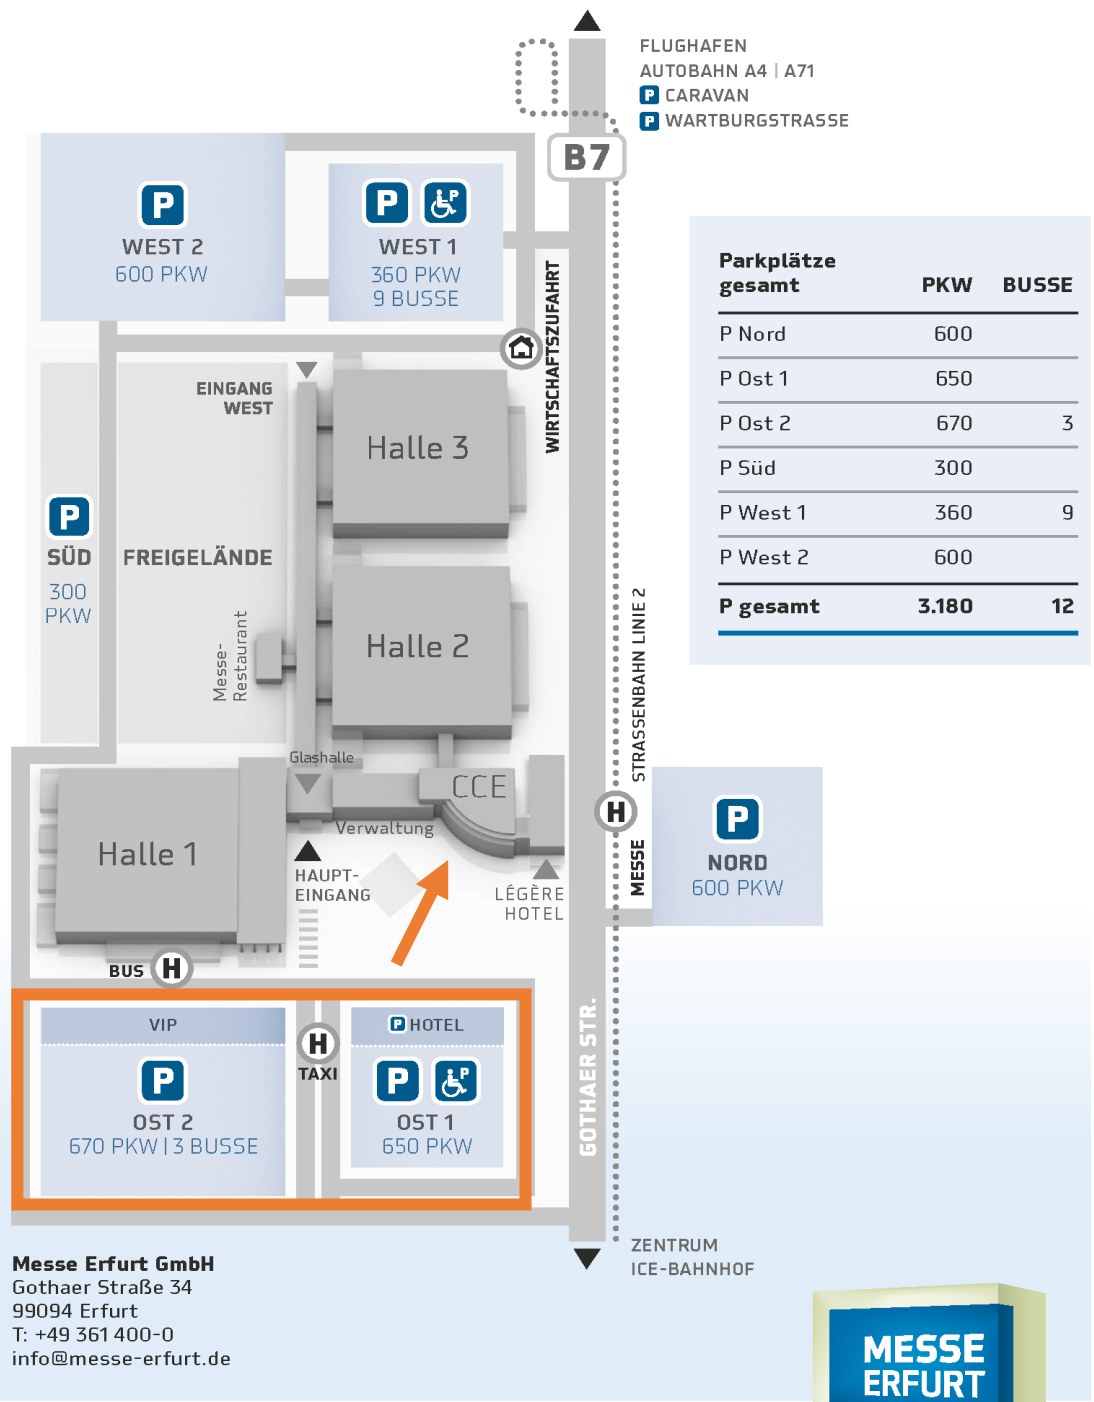 FLUGHAFEN
AUTOBAHN A4 | A71
P CARAVAN
P WARTBURGSTRASSE
B7
P
WEST 2
600 PKW
P P
WEST 1
360 PKW
9 BUSSE
WIRTSCHAFTSZUFAHRT
Parkplätze
gesamt PKW BUSSE
P Nord 600
P Ost 1 650
P Ost 2 670 3
P Süd 300
P West 1 360 9
P West 2 600
P gesamt 3.180 12
EINGANG
WEST
Halle 3
P
SÜD
300
PKW
FREIGELÄNDE
Messe-
Restaurant
Halle 2
STRASSENBAHN LINIE 2
Glashalle
CCE
Verwaltung
Halle 1
HAUPT-
EINGANG
LÉGÈRE
HOTEL
H
MESSE
P
NORD
600 PKW
BUS H
GOTHAER STR.
VIP
P
OST 2
670 PKW | 3 BUSSE
H
TAXI
P HOTEL
P P
OST 1
650 PKW
ZENTRUM
ICE-BAHNHOF
Messe Erfurt GmbH
Gothaer Straße 34
99094 Erfurt
T: +49 361 400-0
info@messe-erfurt.de
MESSE
ERFURT